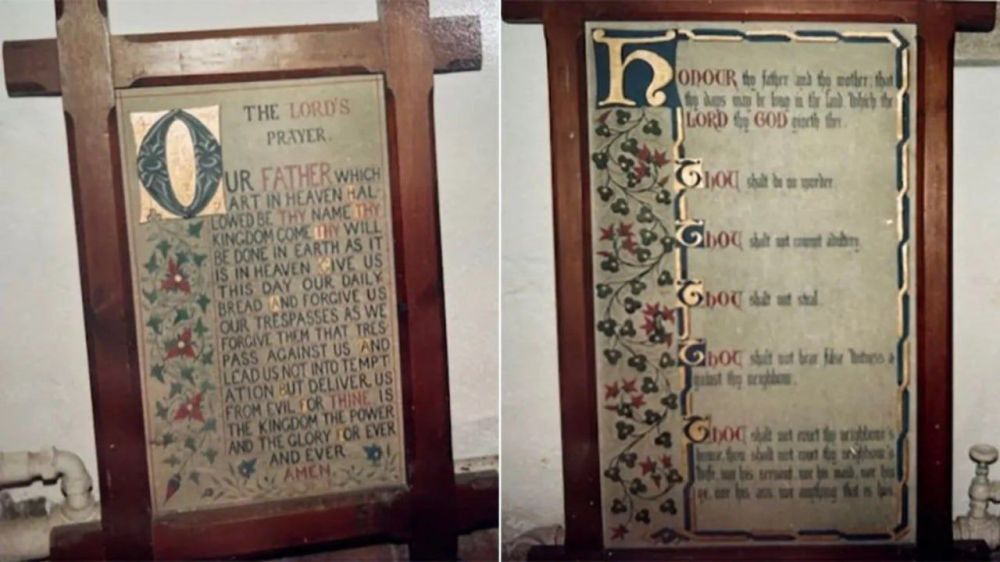 THE LORD'S
PRAYER.
OUR FATHER WHICH
ART IN HEAVEN HAL
LOWED BE THY NAME THY
KINGDOM COME THY WILL
BE DONE IN EARTH AS IT
IS IN HEAVEN GIVE US
THIS DAY OUR DAILY
BREAD AND FORGIVE US
OUR TRESPASSES AS WE
FORGIVE THEM THAT TRES
PASS AGAINST US AND
LEAD US NOT INTO TEMPT
ATION BUT DELIVER US
FROM EVIL FOR THINE IS
THE KINGDOM THE POWER
AND THE GLORY FOR EVER
AND EVER
AMEN
HONOUR thy father and thy mother; that
thy days may be long in the land Which the
LORD thy GOD giveth thee.
THOU shalt do no murder.
THOU shalt not commit adultery.
THOU shalt not steal.
THOU shalt not bear false Witness a
gainst thy neighbour.
THOU shalt not covet thy neighbour's
house, thou shalt not covet thy neighbour's
wife, nor his servant, nor his maid, nor his
ox, nor his ass, nor anything that is his.